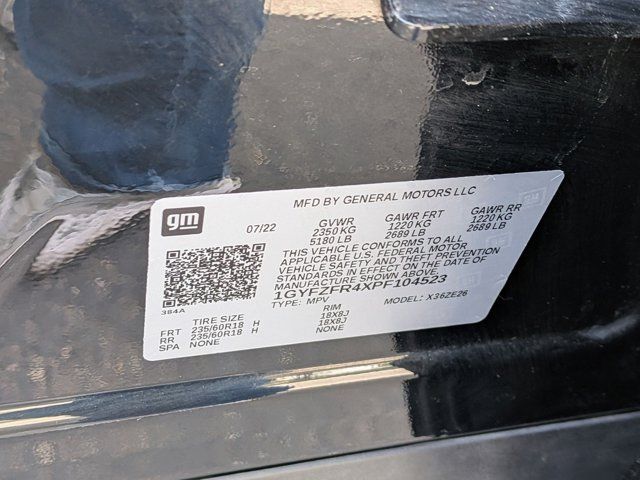 gm
MFD BY GENERAL MOTORS LLC
07/22 GVWR GAWR FRT GAWR RR
2350 KG 1220 KG 1220 KG
5180 LB 2689 LB 2689 LB
THIS VEHICLE CONFORMS TO ALL
APPLICABLE U.S. FEDERAL MOTOR
VEHICLE SAFETY AND THEFT PREVENTION
STANDARDS IN EFFECT ON THE DATE OF
MANUFACTURE SHOWN ABOVE.
1GYFZFR4XPF104523
TYPE: MPV MODEL: X36ZE26
384A
TIRE SIZE RIM
FRT 235/60R18 H 18X8J
RR 235/60R18 H 18X8J
SPA NONE NONE